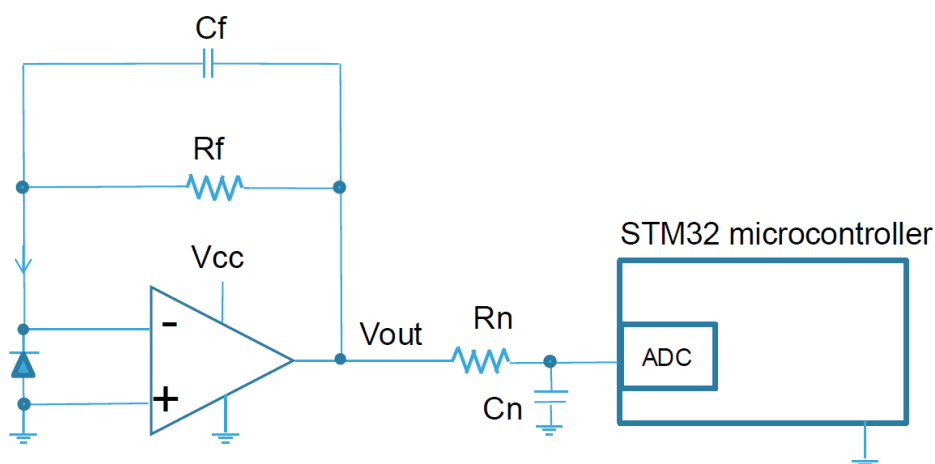 Cf
Rf
STM32 microcontroller
Vcc
-
Vout
Rn
ADC
+
Cn